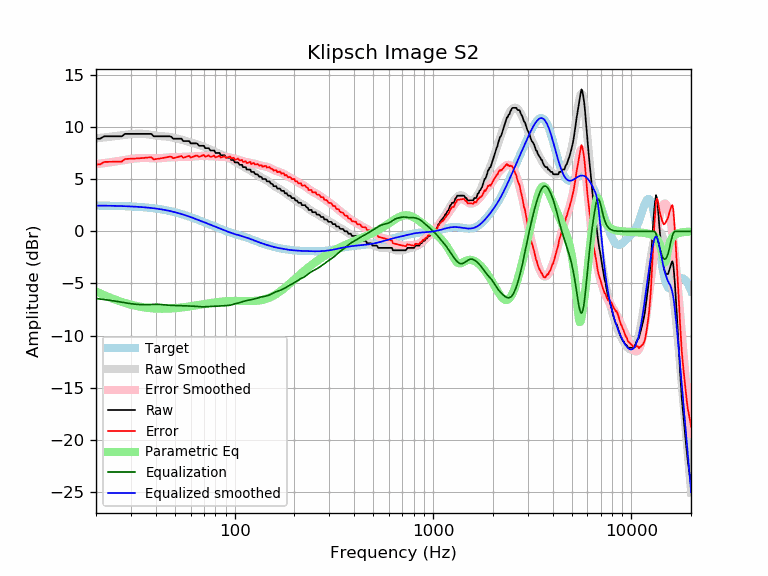 Klipsch Image S2
15
10
5
0
−5
−10
−15
−20
−25
Amplitude (dBr)
Target
Raw Smoothed
Error Smoothed
Raw
Error
Parametric Eq
Equalization
Equalized smoothed
100
1000
10000
Frequency (Hz)